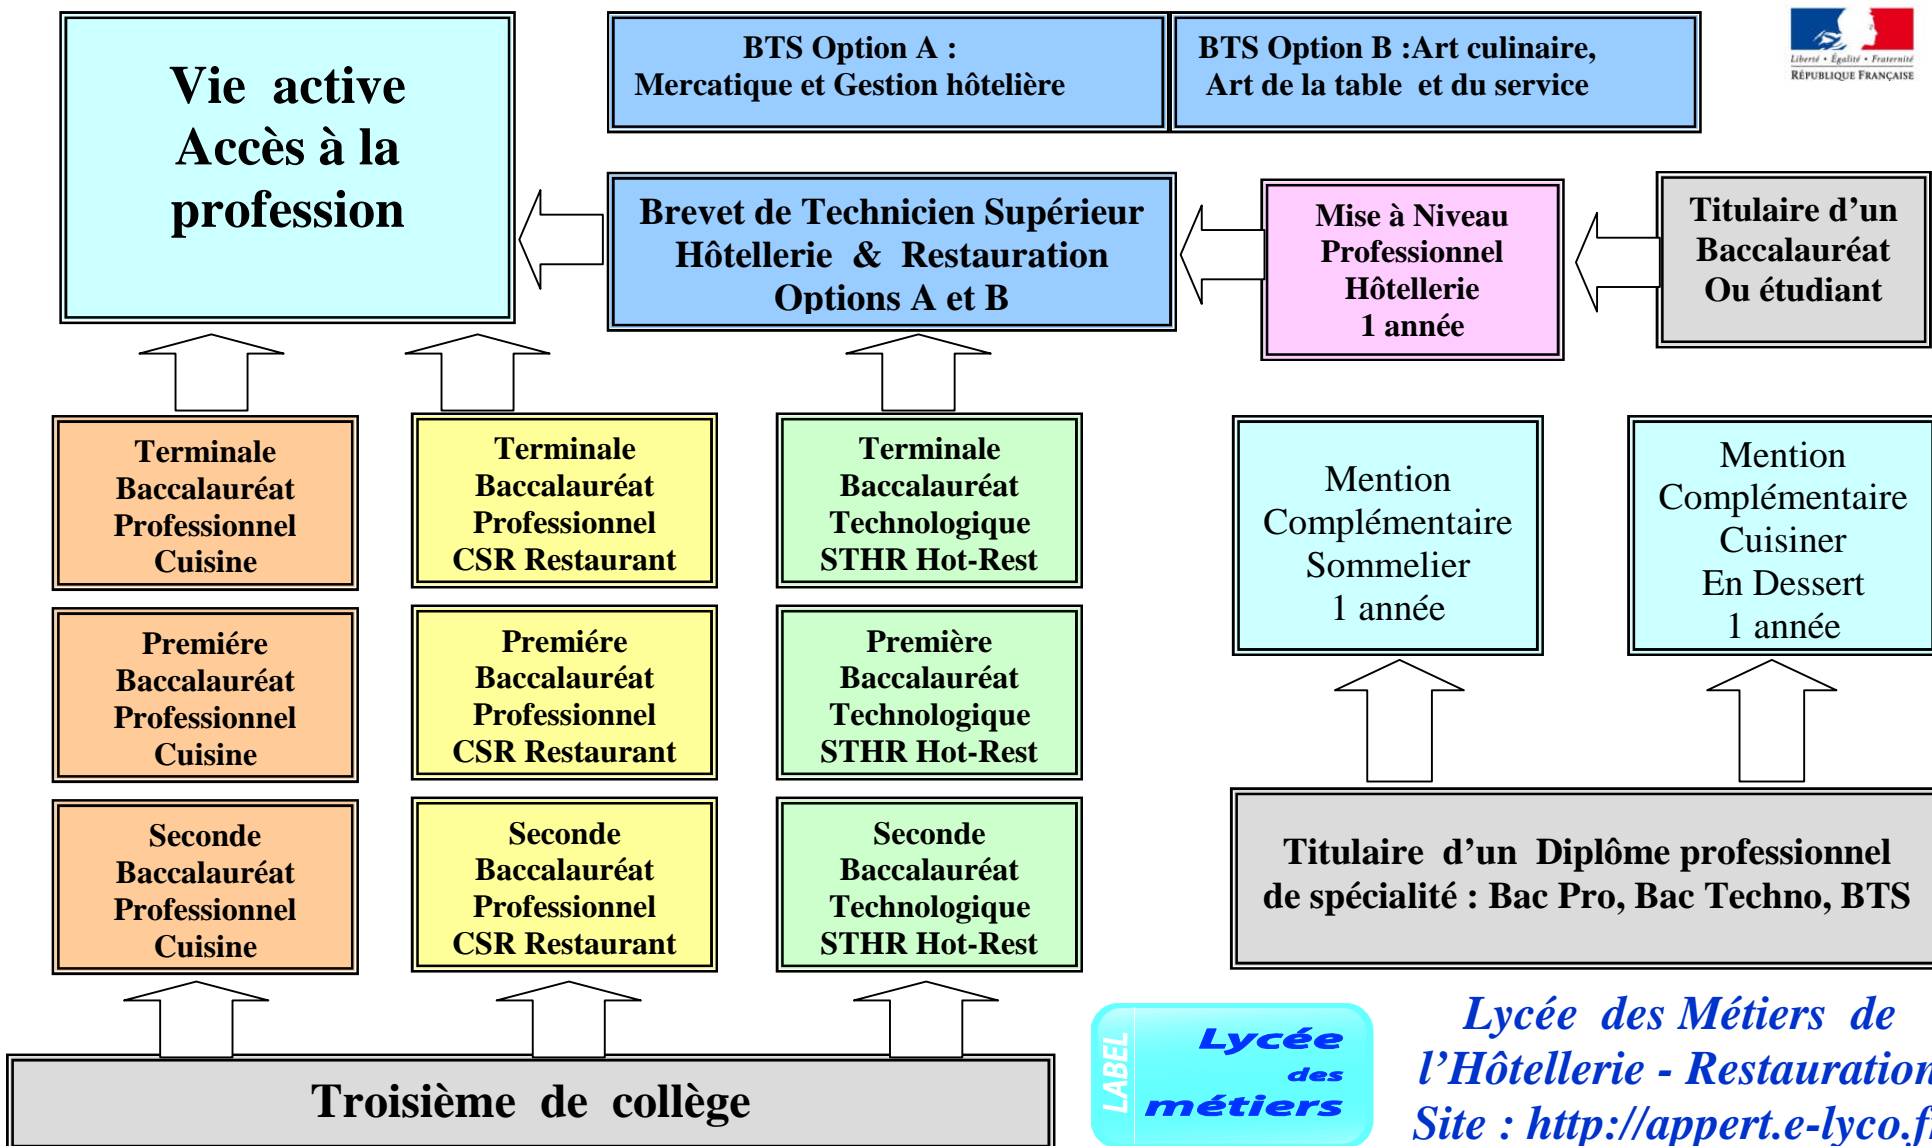 Vie active
Accès à la
profession
BTS Option A :
Mercatique et Gestion hôtelière
BTS Option B :Art culinaire,
Art de la table et du service
Liberté • Égalité • Fraternité
RÉPUBLIQUE FRANÇAISE
Brevet de Technicien Supérieur
Hôtellerie & Restauration
Options A et B
Mise à Niveau
Professionnel
Hôtellerie
1 année
Titulaire d’un
Baccalauréat
Ou étudiant
Terminale
Baccalauréat
Professionnel
Cuisine
Terminale
Baccalauréat
Professionnel
CSR Restaurant
Terminale
Baccalauréat
Technologique
STHR Hot-Rest
Mention
Complémentaire
Sommelier
1 année
Mention
Complémentaire
Cuisiner
En Dessert
1 année
Premiére
Baccalauréat
Professionnel
Cuisine
Premiére
Baccalauréat
Professionnel
CSR Restaurant
Première
Baccalauréat
Technologique
STHR Hot-Rest
Seconde
Baccalauréat
Professionnel
Cuisine
Seconde
Baccalauréat
Professionnel
CSR Restaurant
Seconde
Baccalauréat
Technologique
STHR Hot-Rest
Titulaire d’un Diplôme professionnel
de spécialité : Bac Pro, Bac Techno, BTS
Troisième de collège
LABEL
Lycée
des
métiers
Lycée des Métiers de
l’Hôtellerie - Restauration
Site : http://appert.e-lyco.fr